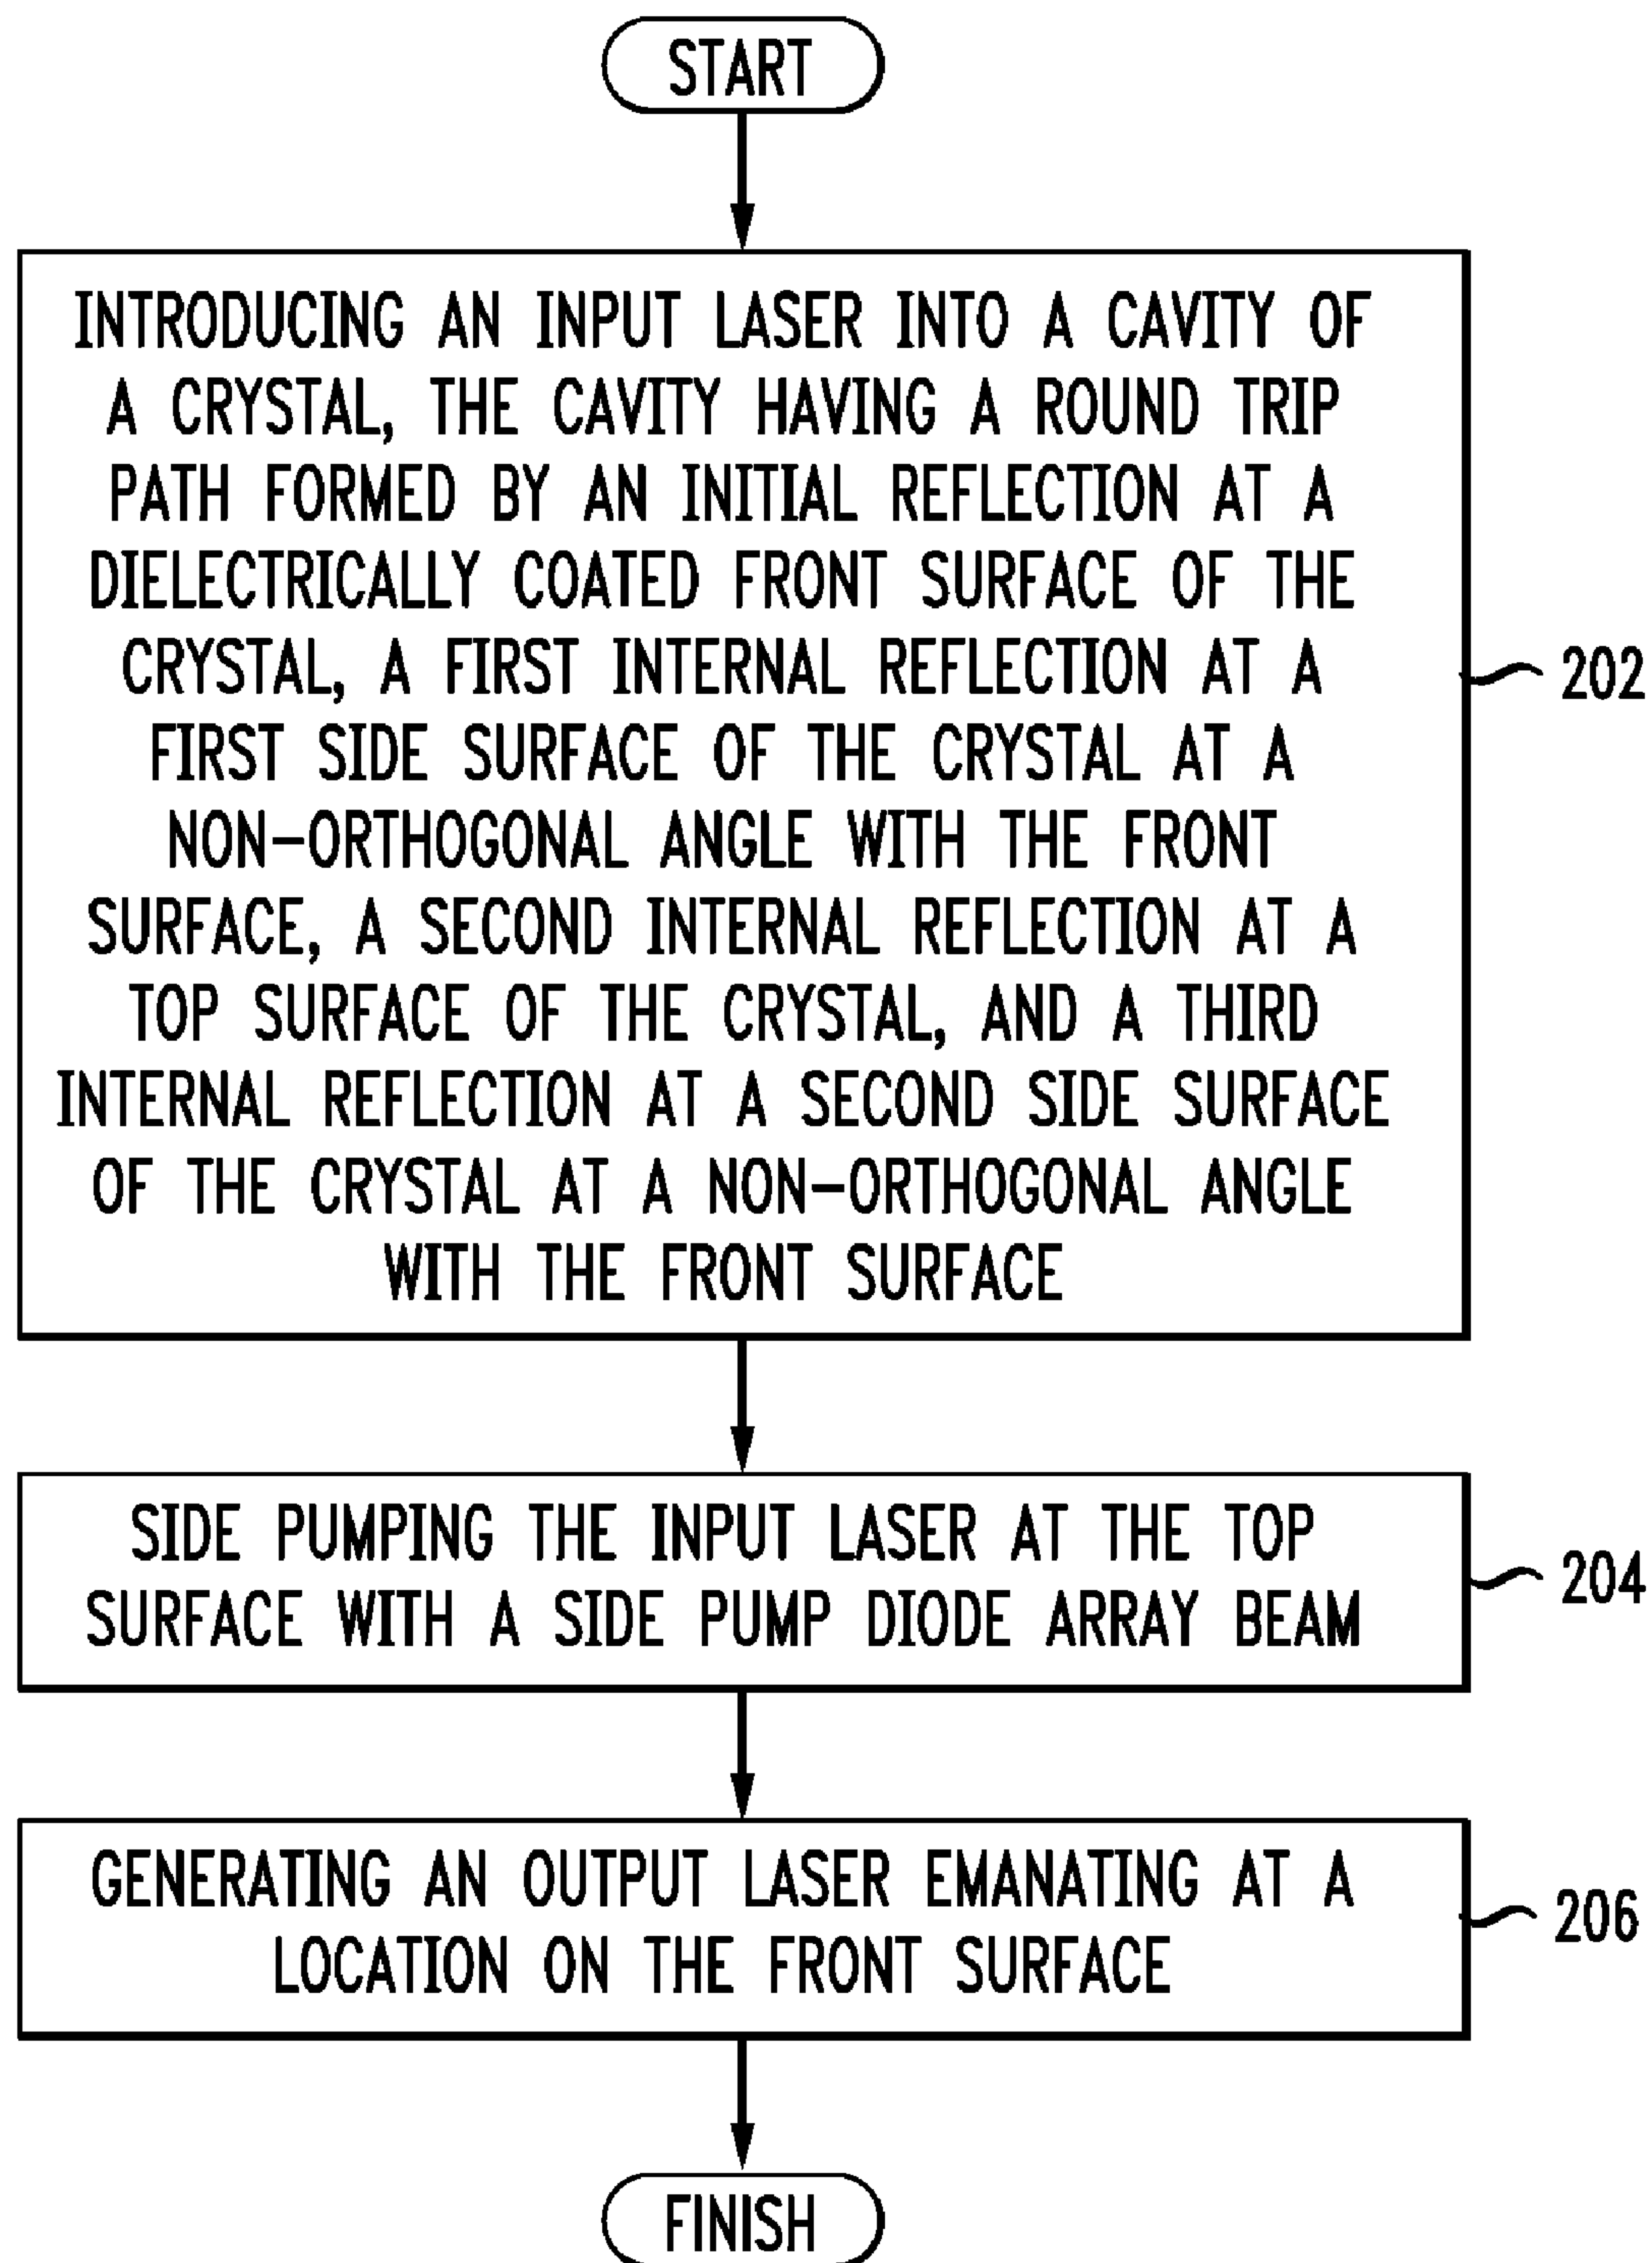 START
INTRODUCING AN INPUT LASER INTO A CAVITY OF
A CRYSTAL, THE CAVITY HAVING A ROUND TRIP
PATH FORMED BY AN INITIAL REFLECTION AT A
DIELECTRICALLY COATED FRONT SURFACE OF THE
CRYSTAL, A FIRST INTERNAL REFLECTION AT A
FIRST SIDE SURFACE OF THE CRYSTAL AT A
NON-ORTHOGONAL ANGLE WITH THE FRONT
SURFACE, A SECOND INTERNAL REFLECTION AT A
TOP SURFACE OF THE CRYSTAL, AND A THIRD
INTERNAL REFLECTION AT A SECOND SIDE SURFACE
OF THE CRYSTAL AT A NON-ORTHOGONAL ANGLE
WITH THE FRONT SURFACE
202
SIDE PUMPING THE INPUT LASER AT THE TOP
SURFACE WITH A SIDE PUMP DIODE ARRAY BEAM
204
GENERATING AN OUTPUT LASER EMANATING AT A
LOCATION ON THE FRONT SURFACE
206
FINISH